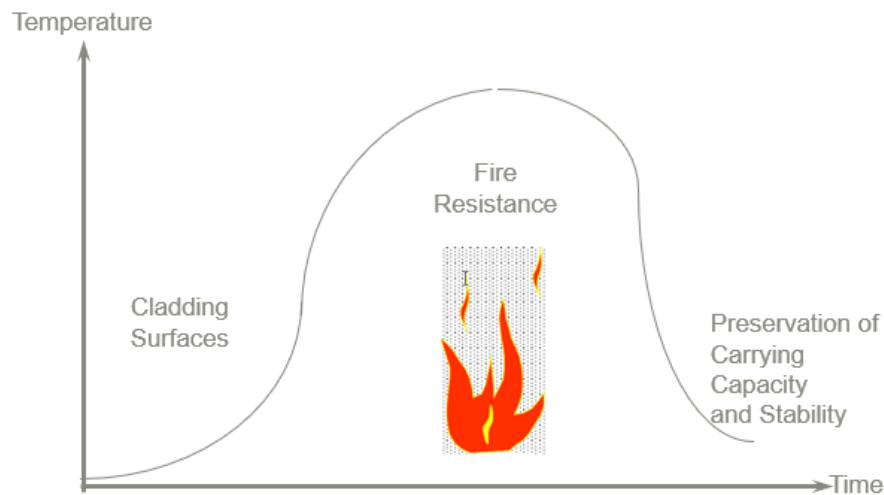 Temperature
Fire
Resistance
Cladding
Surfaces
Preservation of
Carrying
Capacity
and Stability
Time